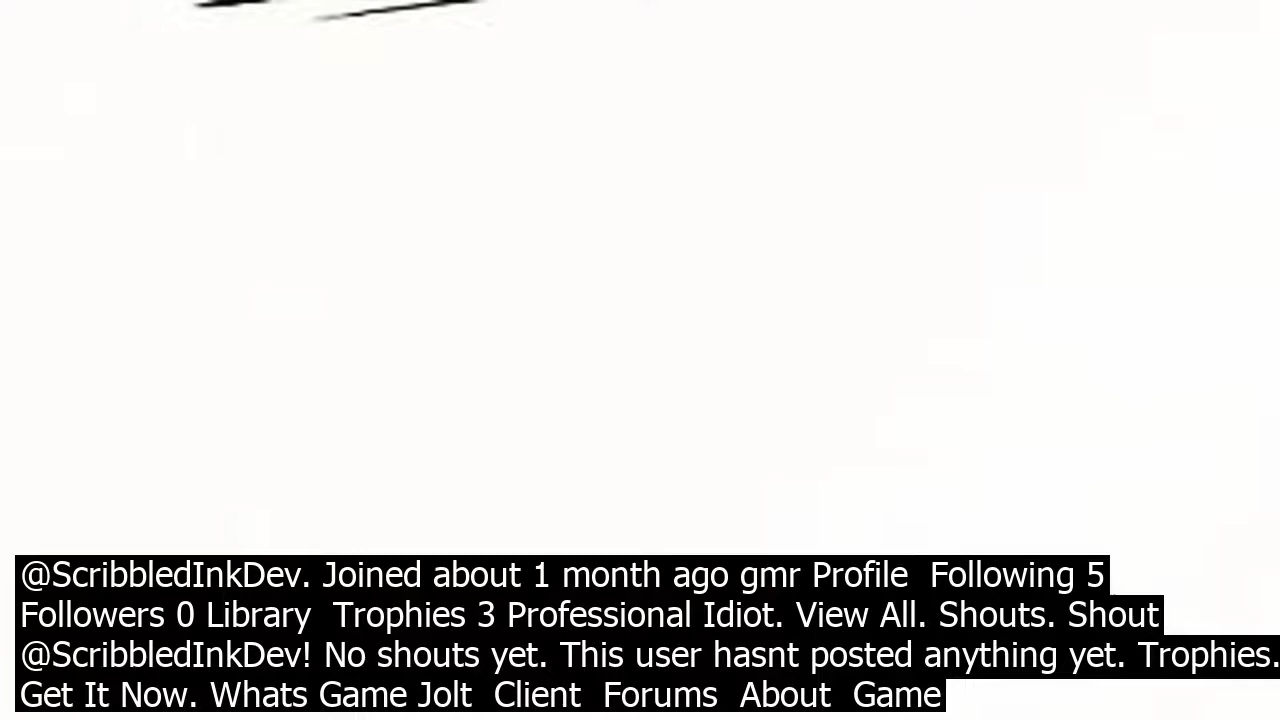 @ScribbledInkDev. Joined about 1 month ago gmr Profile  Following 5
Followers 0 Library  Trophies 3 Professional Idiot. View All. Shouts. Shout
@ScribbledInkDev! No shouts yet. This user hasnt posted anything yet. Trophies.
Get It Now. Whats Game Jolt  Client  Forums  About  Game